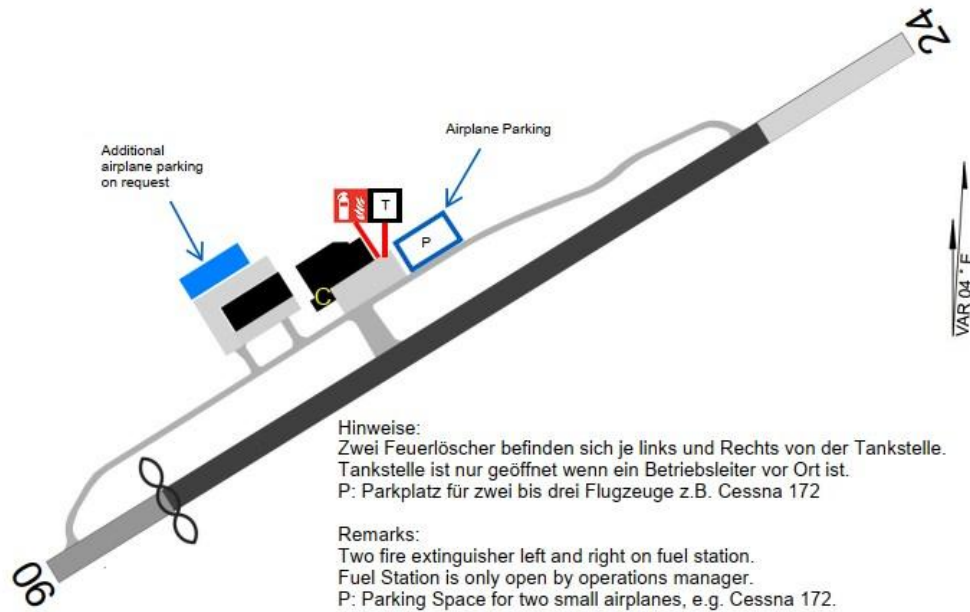 24
Airplane Parking
Additional
airplane parking
on request
T
P
C
VAR 04 ° E
Hinweise:
Zwei Feuerlöscher befinden sich je links und Rechts von der Tankstelle.
Tankstelle ist nur geöffnet wenn ein Betriebsleiter vor Ort ist.
P: Parkplatz für zwei bis drei Flugzeuge z.B. Cessna 172
Remarks:
Two fire extinguisher left and right on fuel station.
Fuel Station is only open by operations manager.
P: Parking Space for two small airplanes, e.g. Cessna 172.
06